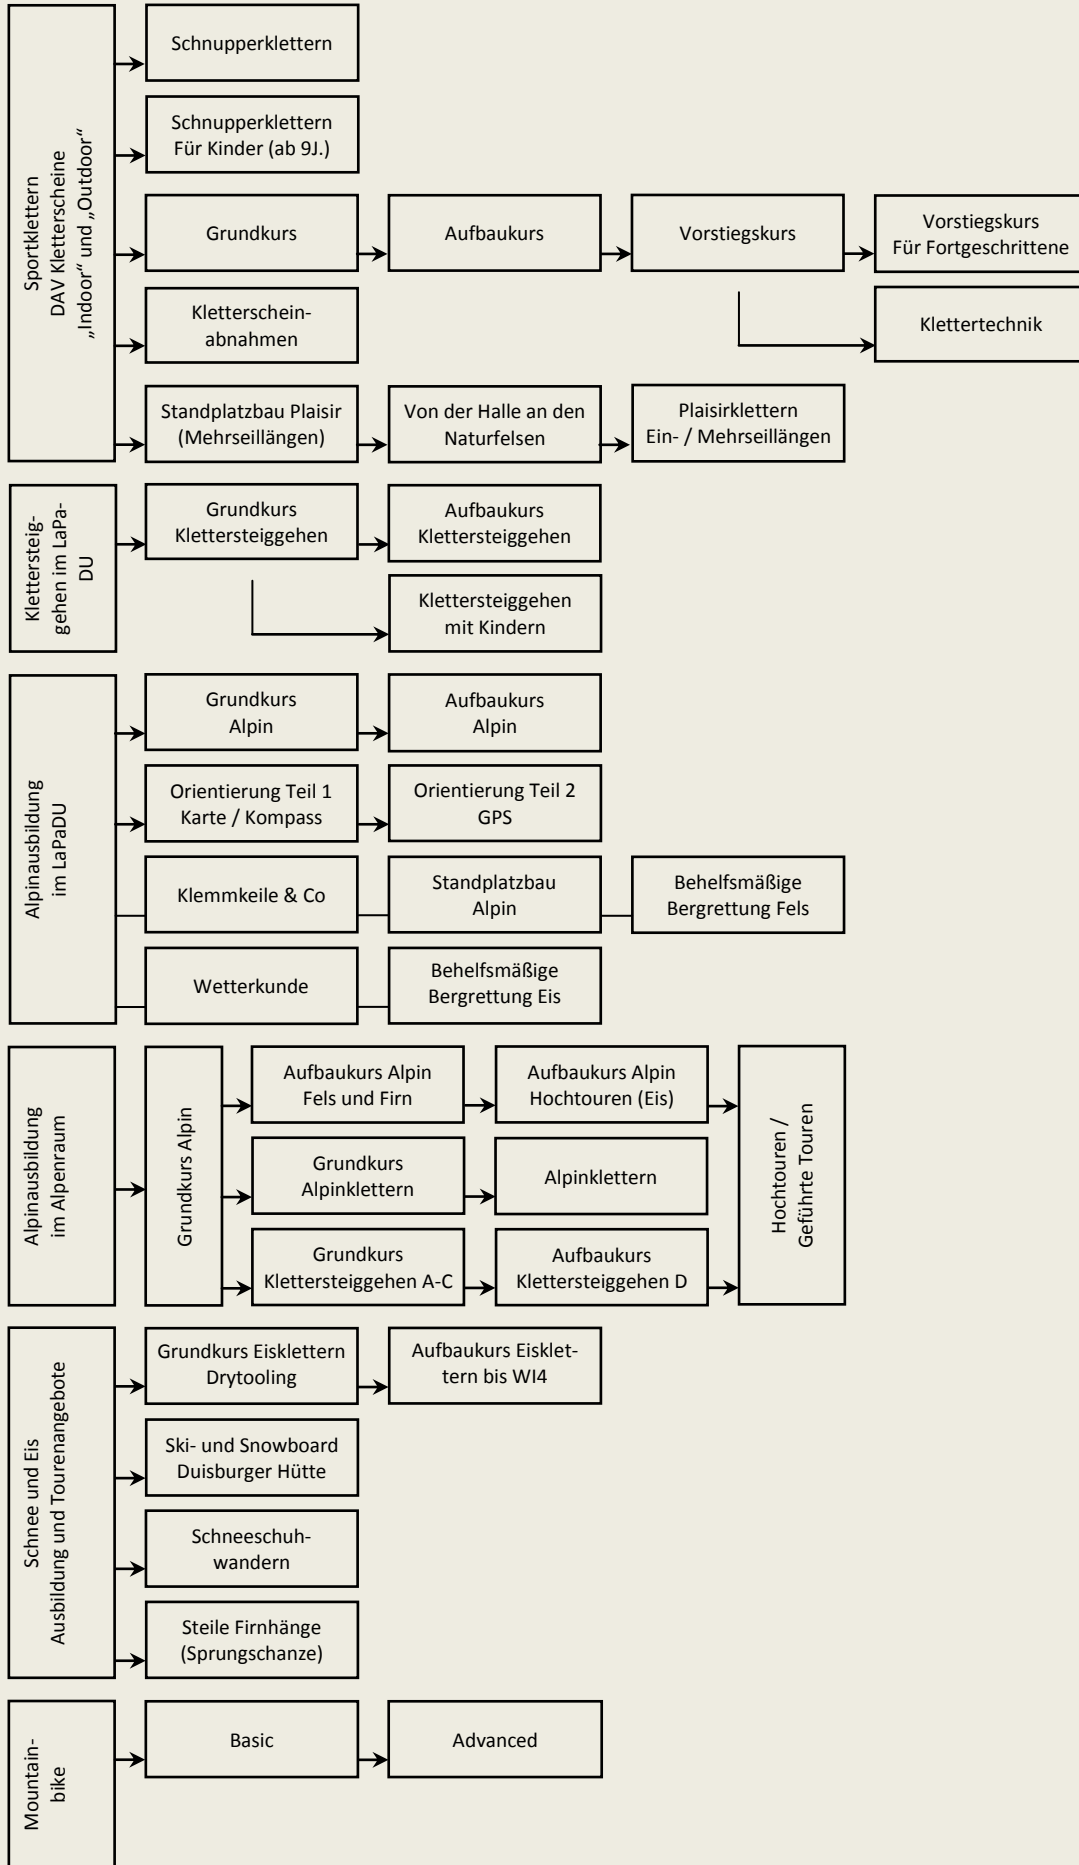 Sportklettern
DAV Kletterscheine
„Indoor“ und „Outdoor“
Schnupperklettern
Schnupperklettern
Für Kinder (ab 9J.)
Grundkurs
Aufbaukurs
Vorstiegskurs
Vorstiegskurs
Für Fortgeschrittene
Kletterschein-
abnahmen
Klettertechnik
Standplatzbau Plaisir
(Mehrseillängen)
Von der Halle an den
Naturfelsen
Plaisirklettern
Ein- / Mehrseillängen
Klettersteig-
gehen im LaPa-
DU
Grundkurs
Klettersteiggehen
Aufbaukurs
Klettersteiggehen
Klettersteiggehen
mit Kindern
Alpinausbildung
im LaPaDU
Grundkurs
Alpin
Aufbaukurs
Alpin
Orientierung Teil 1
Karte / Kompass
Orientierung Teil 2
GPS
Klemmkeile & Co
Standplatzbau
Alpin
Behelfsmäßige
Bergrettung Fels
Wetterkunde
Behelfsmäßige
Bergrettung Eis
Alpinausbildung
im Alpenraum
Grundkurs Alpin
Aufbaukurs Alpin
Fels und Firn
Aufbaukurs Alpin
Hochtouren (Eis)
Grundkurs
Alpinklettern
Alpinklettern
Grundkurs
Klettersteiggehen A-C
Aufbaukurs
Klettersteiggehen D
Hochtouren /
Geführte Touren
Schnee und Eis
Ausbildung und Tourenangebote
Grundkurs Eisklettern
Drytooling
Aufbaukurs Eisklet-
tern bis WI4
Ski- und Snowboard
Duisburger Hütte
Schneeschuh-
wandern
Steile Firnhänge
(Sprungschanze)
Mountain-
bike
Basic
Advanced